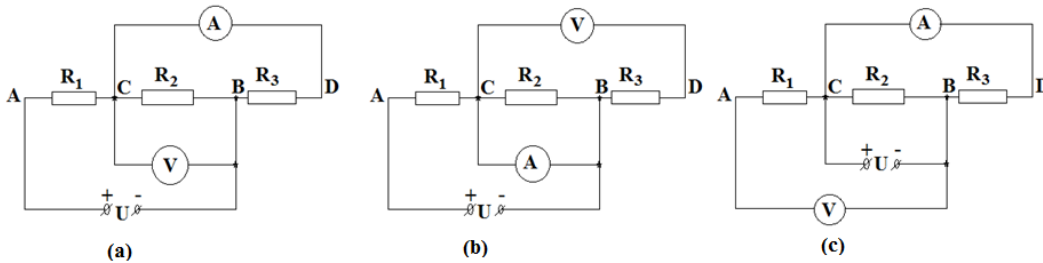 A
V
A
R₁ C R₂ B R₃
A D
R₁ C R₂ B R₃
A D
R₁ C R₂ B R₃
A D
V
A
+ U -
+ U -
+ U -
V
(a)
(b)
(c)